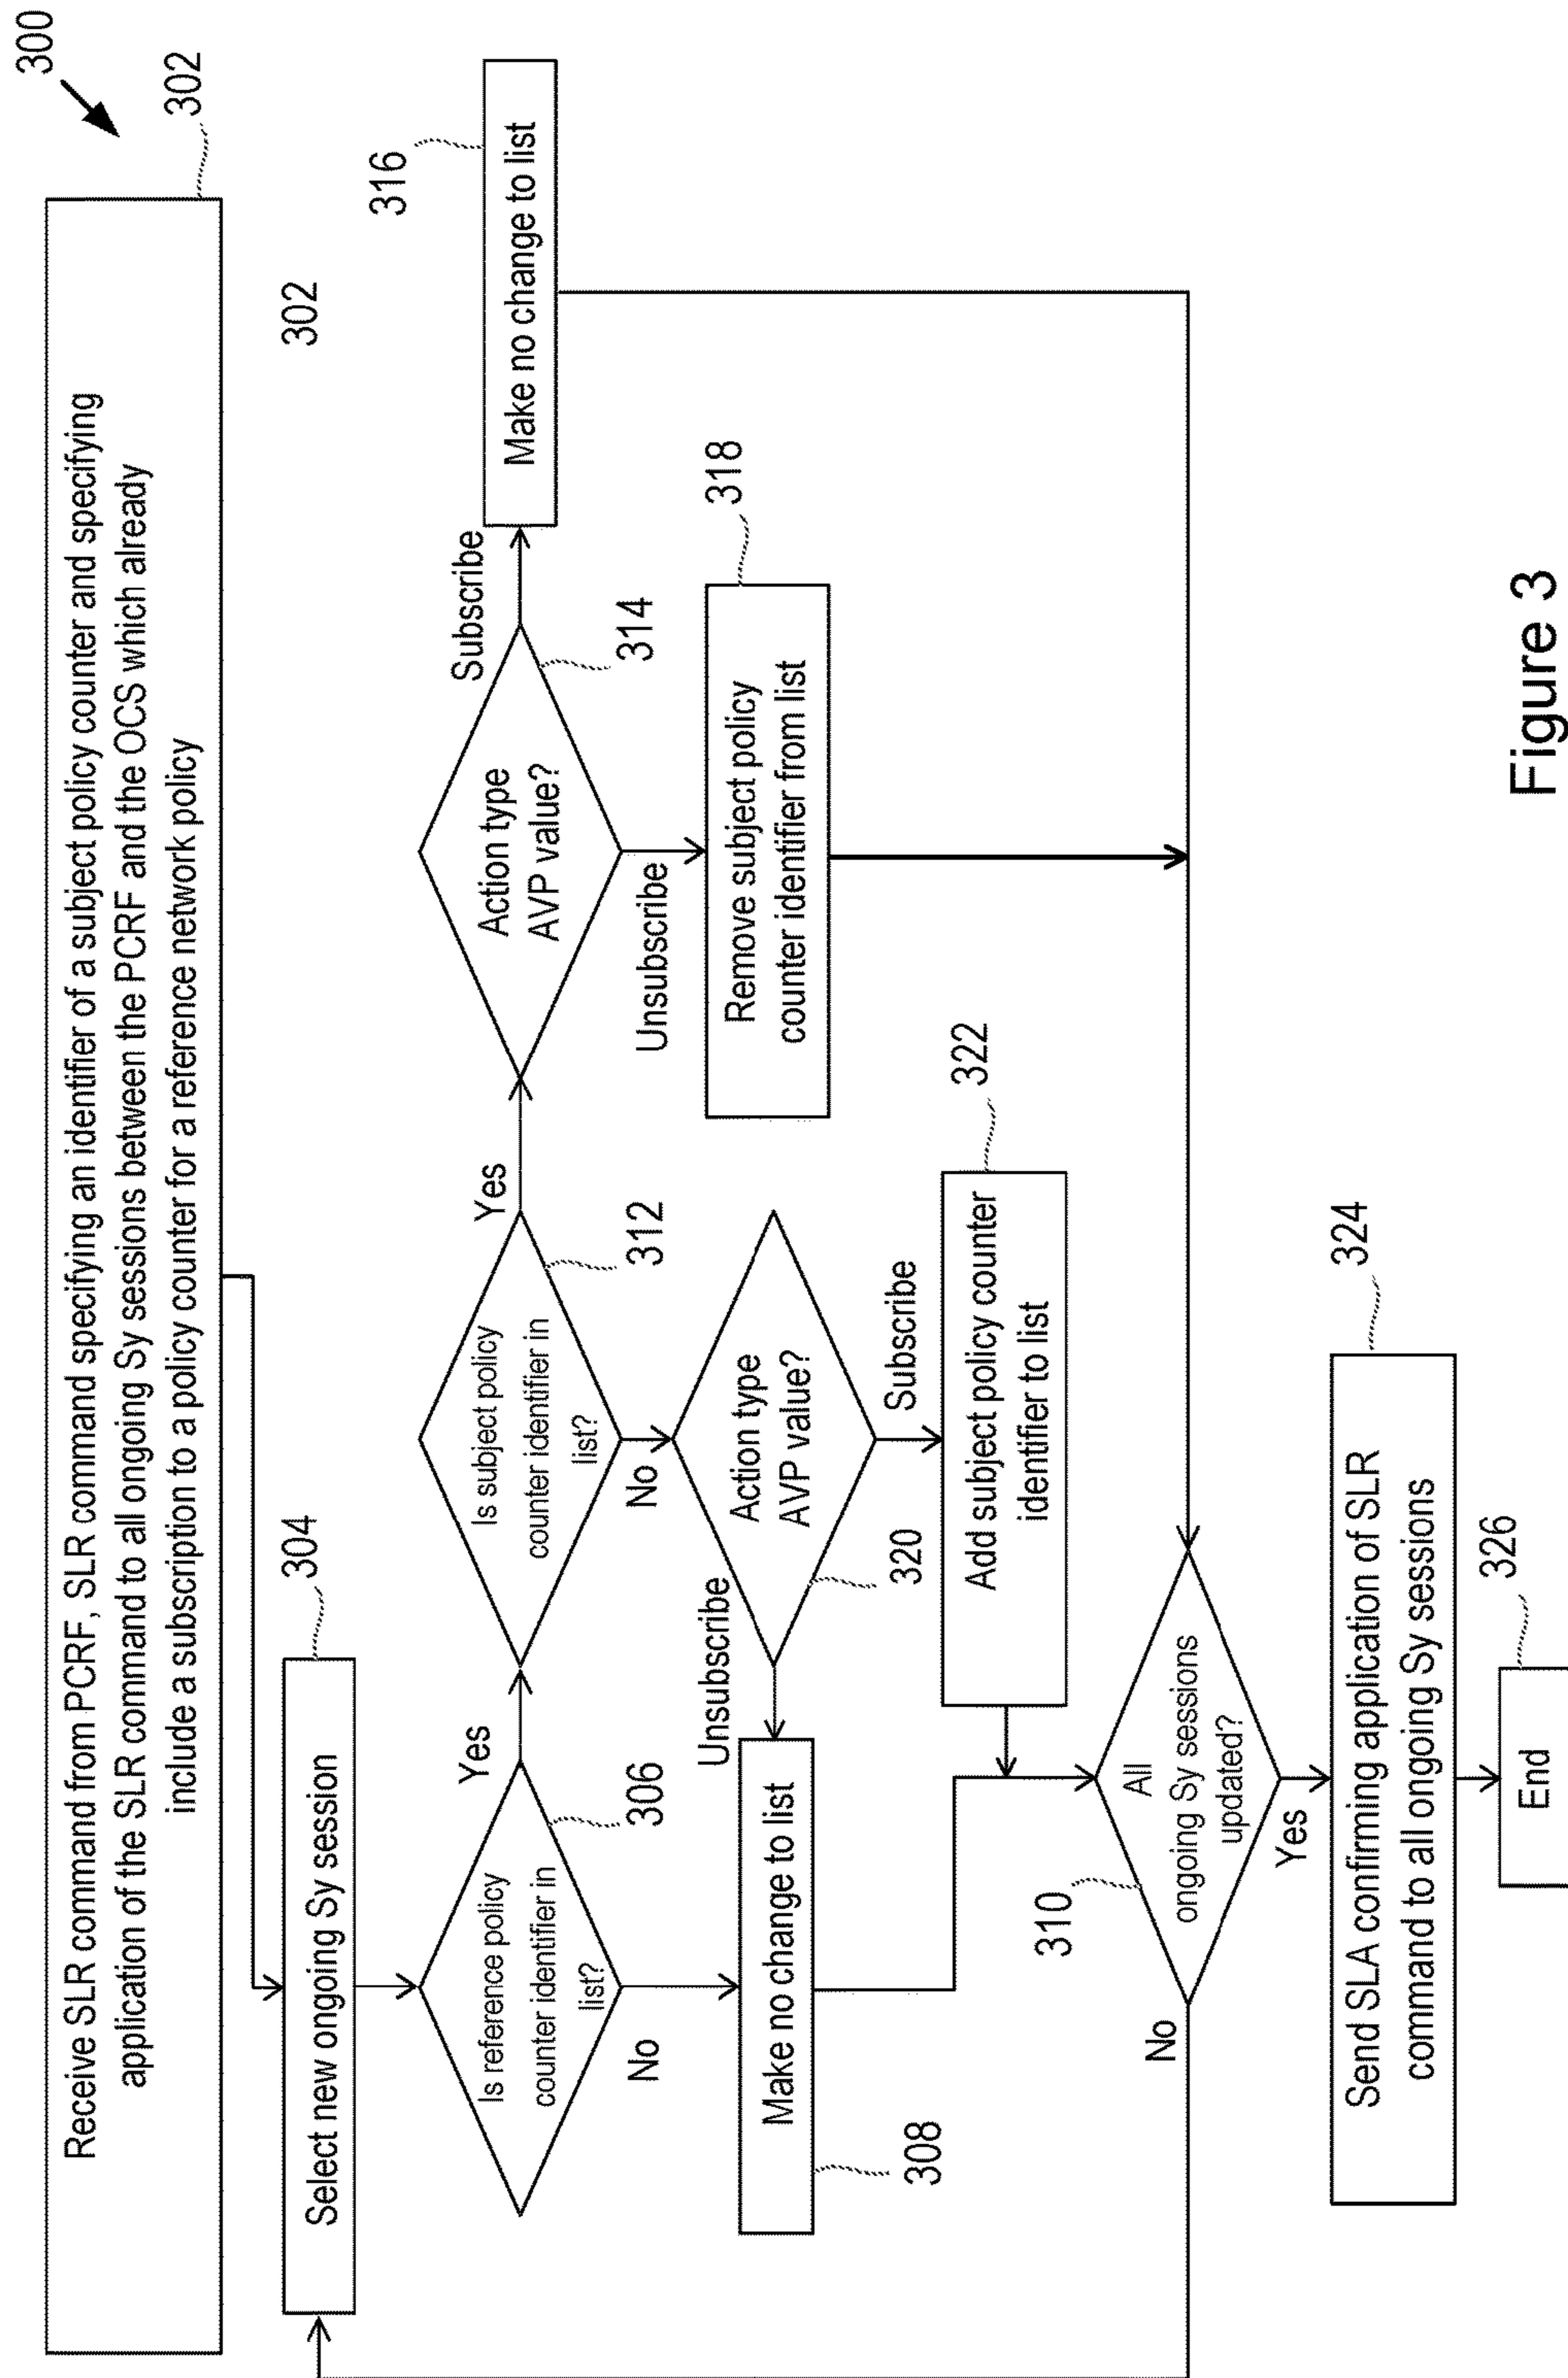 300
302
Receive SLR command from PCRF, SLR command specifying an identifier of a subject policy counter and specifying
application of the SLR command to all ongoing Sy sessions between the PCRF and the OCS which already
include a subscription to a policy counter for a reference network policy
302
304
Select new ongoing Sy session
306
Is reference policy
counter identifier in
list?
Yes
No
308
Make no change to list
312
Is subject policy
counter identifier in
list?
Yes
No
314
Action type
AVP value?
Subscribe
Unsubscribe
316
Make no change to list
318
Remove subject policy
counter identifier from list
320
Action type
AVP value?
Unsubscribe
Subscribe
322
Add subject policy counter
identifier to list
310
All
ongoing Sy sessions
updated?
No
Yes
324
Send SLA confirming application of SLR
command to all ongoing Sy sessions
326
End
Figure 3